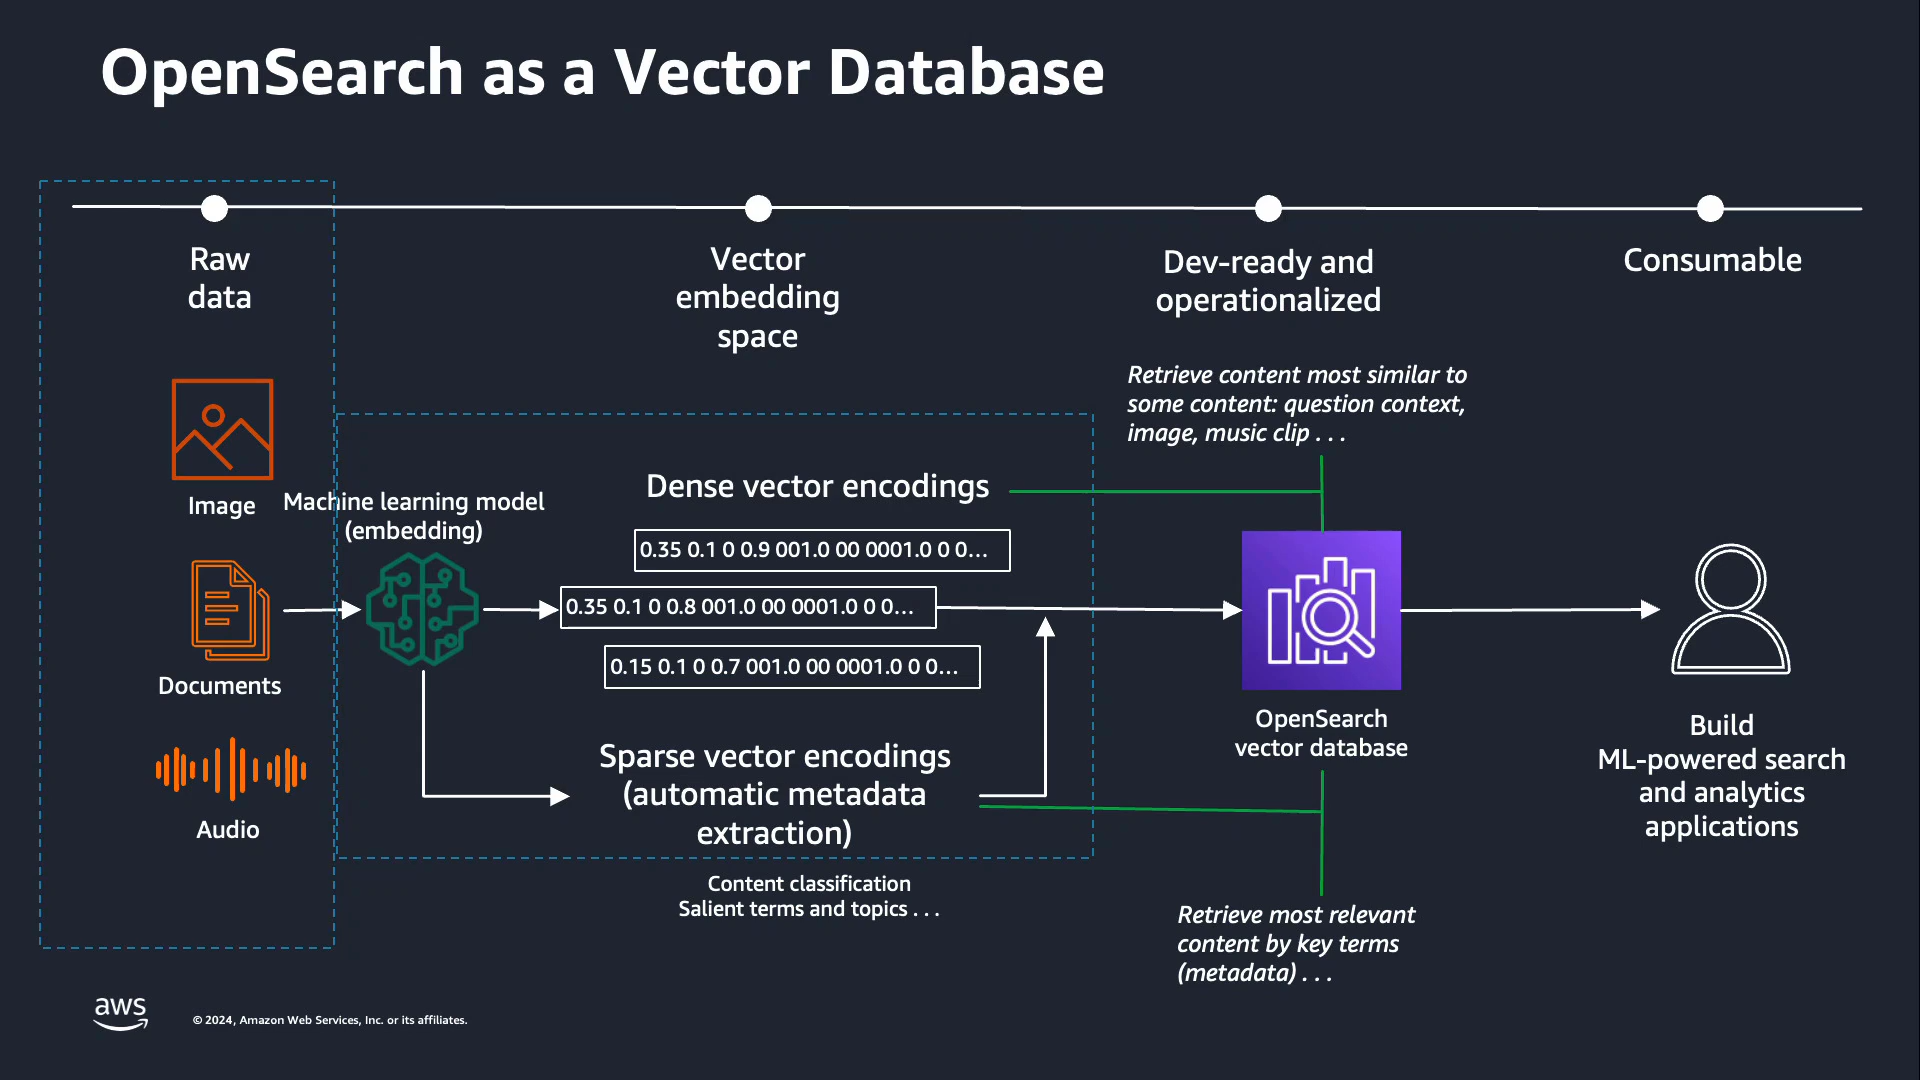 OpenSearch as a Vector Database
Raw
data
Vector
embedding
space
Dev-ready and
operationalized
Consumable
Retrieve content most similar to
some content: question context,
image, music clip . . .
Image
Machine learning model
(embedding)
Dense vector encodings
0.35 0.1 0 0.9 001.0 00 0001.0 0 0...
0.35 0.1 0 0.8 001.0 00 0001.0 0 0...
0.15 0.1 0 0.7 001.0 00 0001.0 0 0...
Documents
Audio
Sparse vector encodings
(automatic metadata
extraction)
Content classification
Salient terms and topics . . .
OpenSearch
vector database
Build
ML-powered search
and analytics
applications
Retrieve most relevant
content by key terms
(metadata) . . .
aws
© 2024, Amazon Web Services, Inc. or its affiliates.